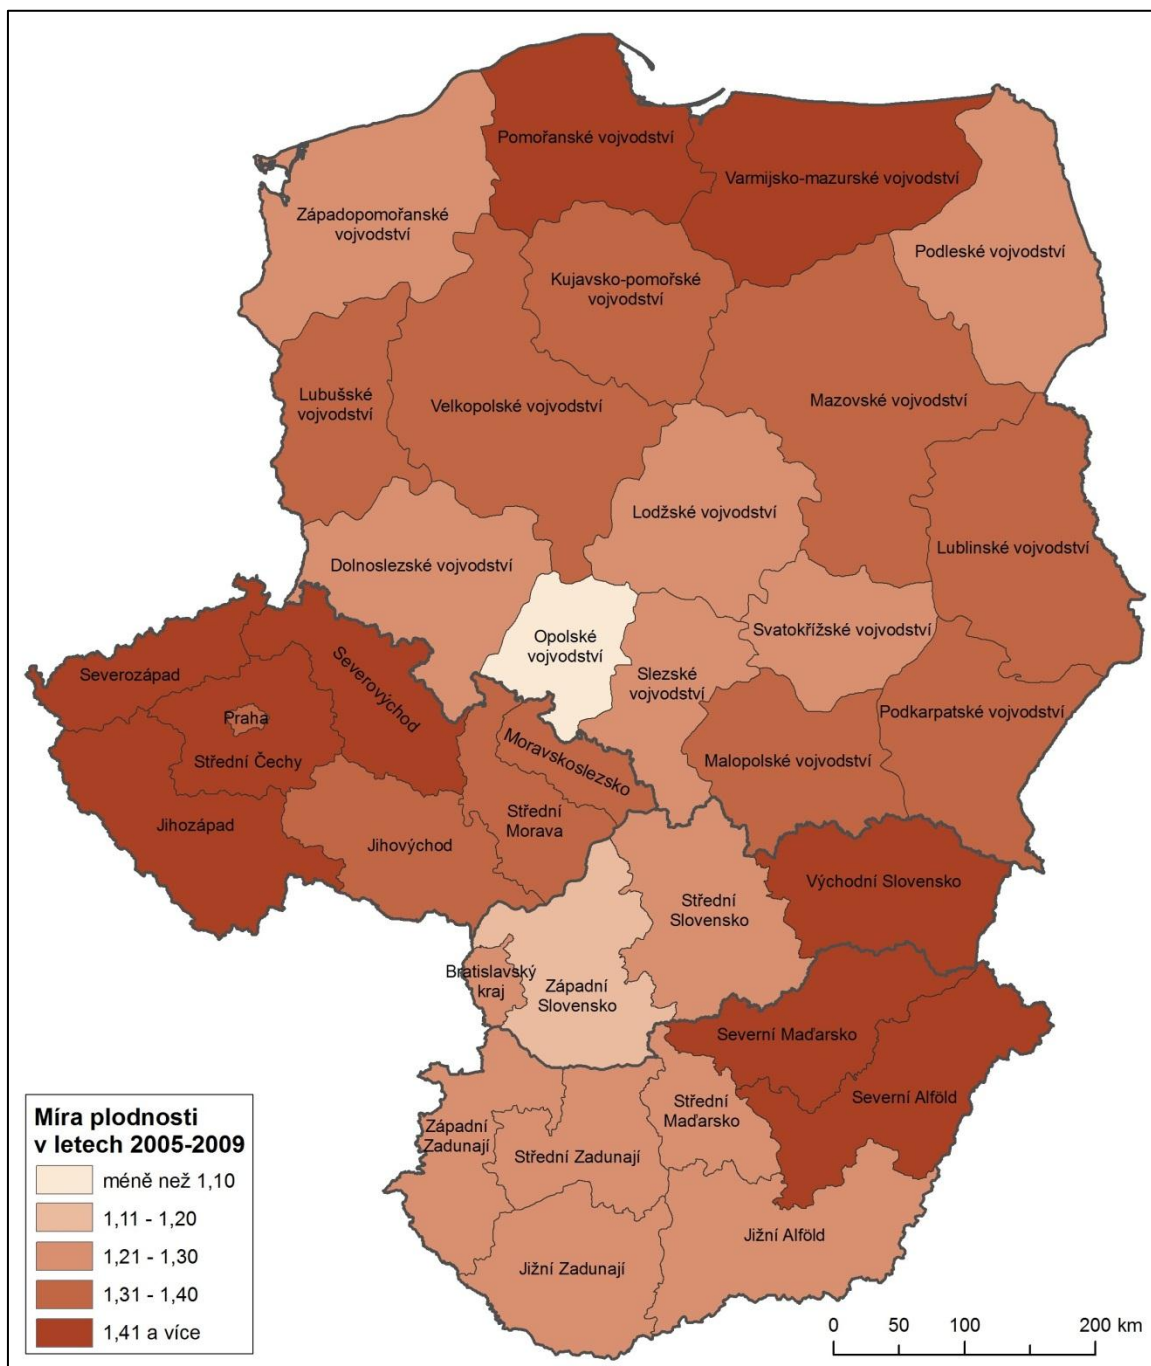 Pomořanské vojvodství
Varmijsko-mazurské vojvodství
Západopomořanské
vojvodství
Podleské vojvodství
Kujavsko-pomořské
vojvodství
Lubušské
vojvodství
Velkopolské vojvodství
Mazovské vojvodství
Lodžské vojvodství
Lublinské vojvodství
Dolnoslezské vojvodství
Opolské
vojvodství
Svatokřížské vojvodství
Slezské
vojvodství
Severozápad
Severovýchod
Praha
Podkarpatské vojvodství
Střední Čechy
Moravskoslezsko
Malopolské vojvodství
Jihozápad
Střední
Morava
Jihovýchod
Východní Slovensko
Střední
Slovensko
Bratislavský
kraj
Západní
Slovensko
Severní Maďarsko
Severní Alföld
Střední
Maďarsko
Západní
Zadunají
Střední Zadunají
Jižní Alföld
Jižní Zadunají
Míra plodnosti
v letech 2005-2009
méně než 1,10
1,11 - 1,20
1,21 - 1,30
1,31 - 1,40
1,41 a více
0 50 100 200 km